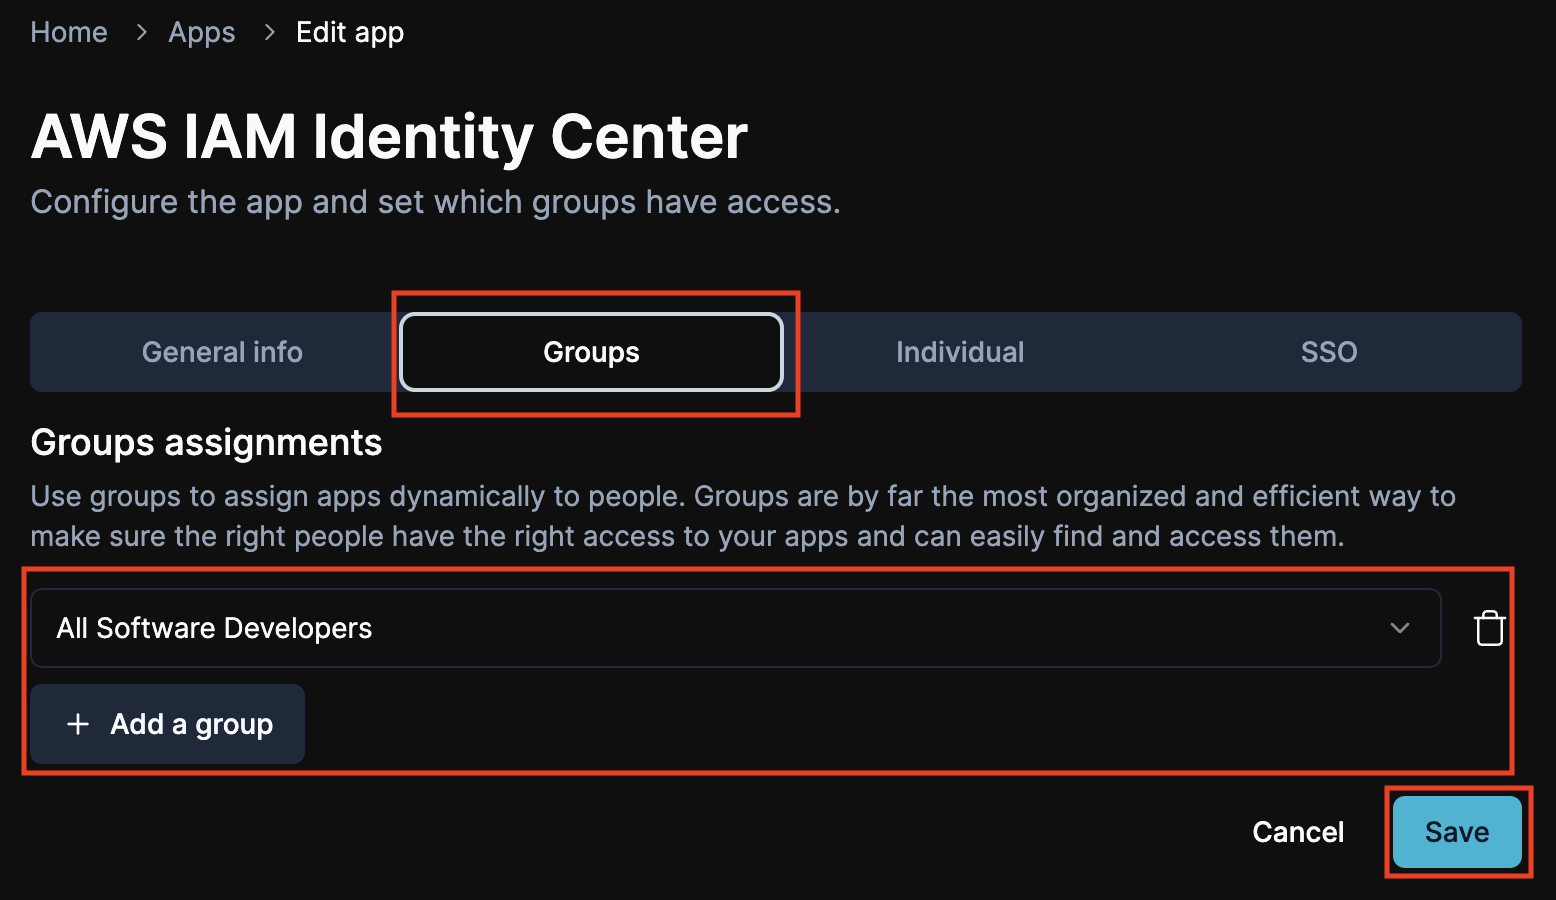 Home > Apps > Edit app
AWS IAM Identity Center
Configure the app and set which groups have access.
General info
Groups
Individual
SSO
Groups assignments
Use groups to assign apps dynamically to people. Groups are by far the most organized and efficient way to
make sure the right people have the right access to your apps and can easily find and access them.
All Software Developers
+ Add a group
Cancel
Save